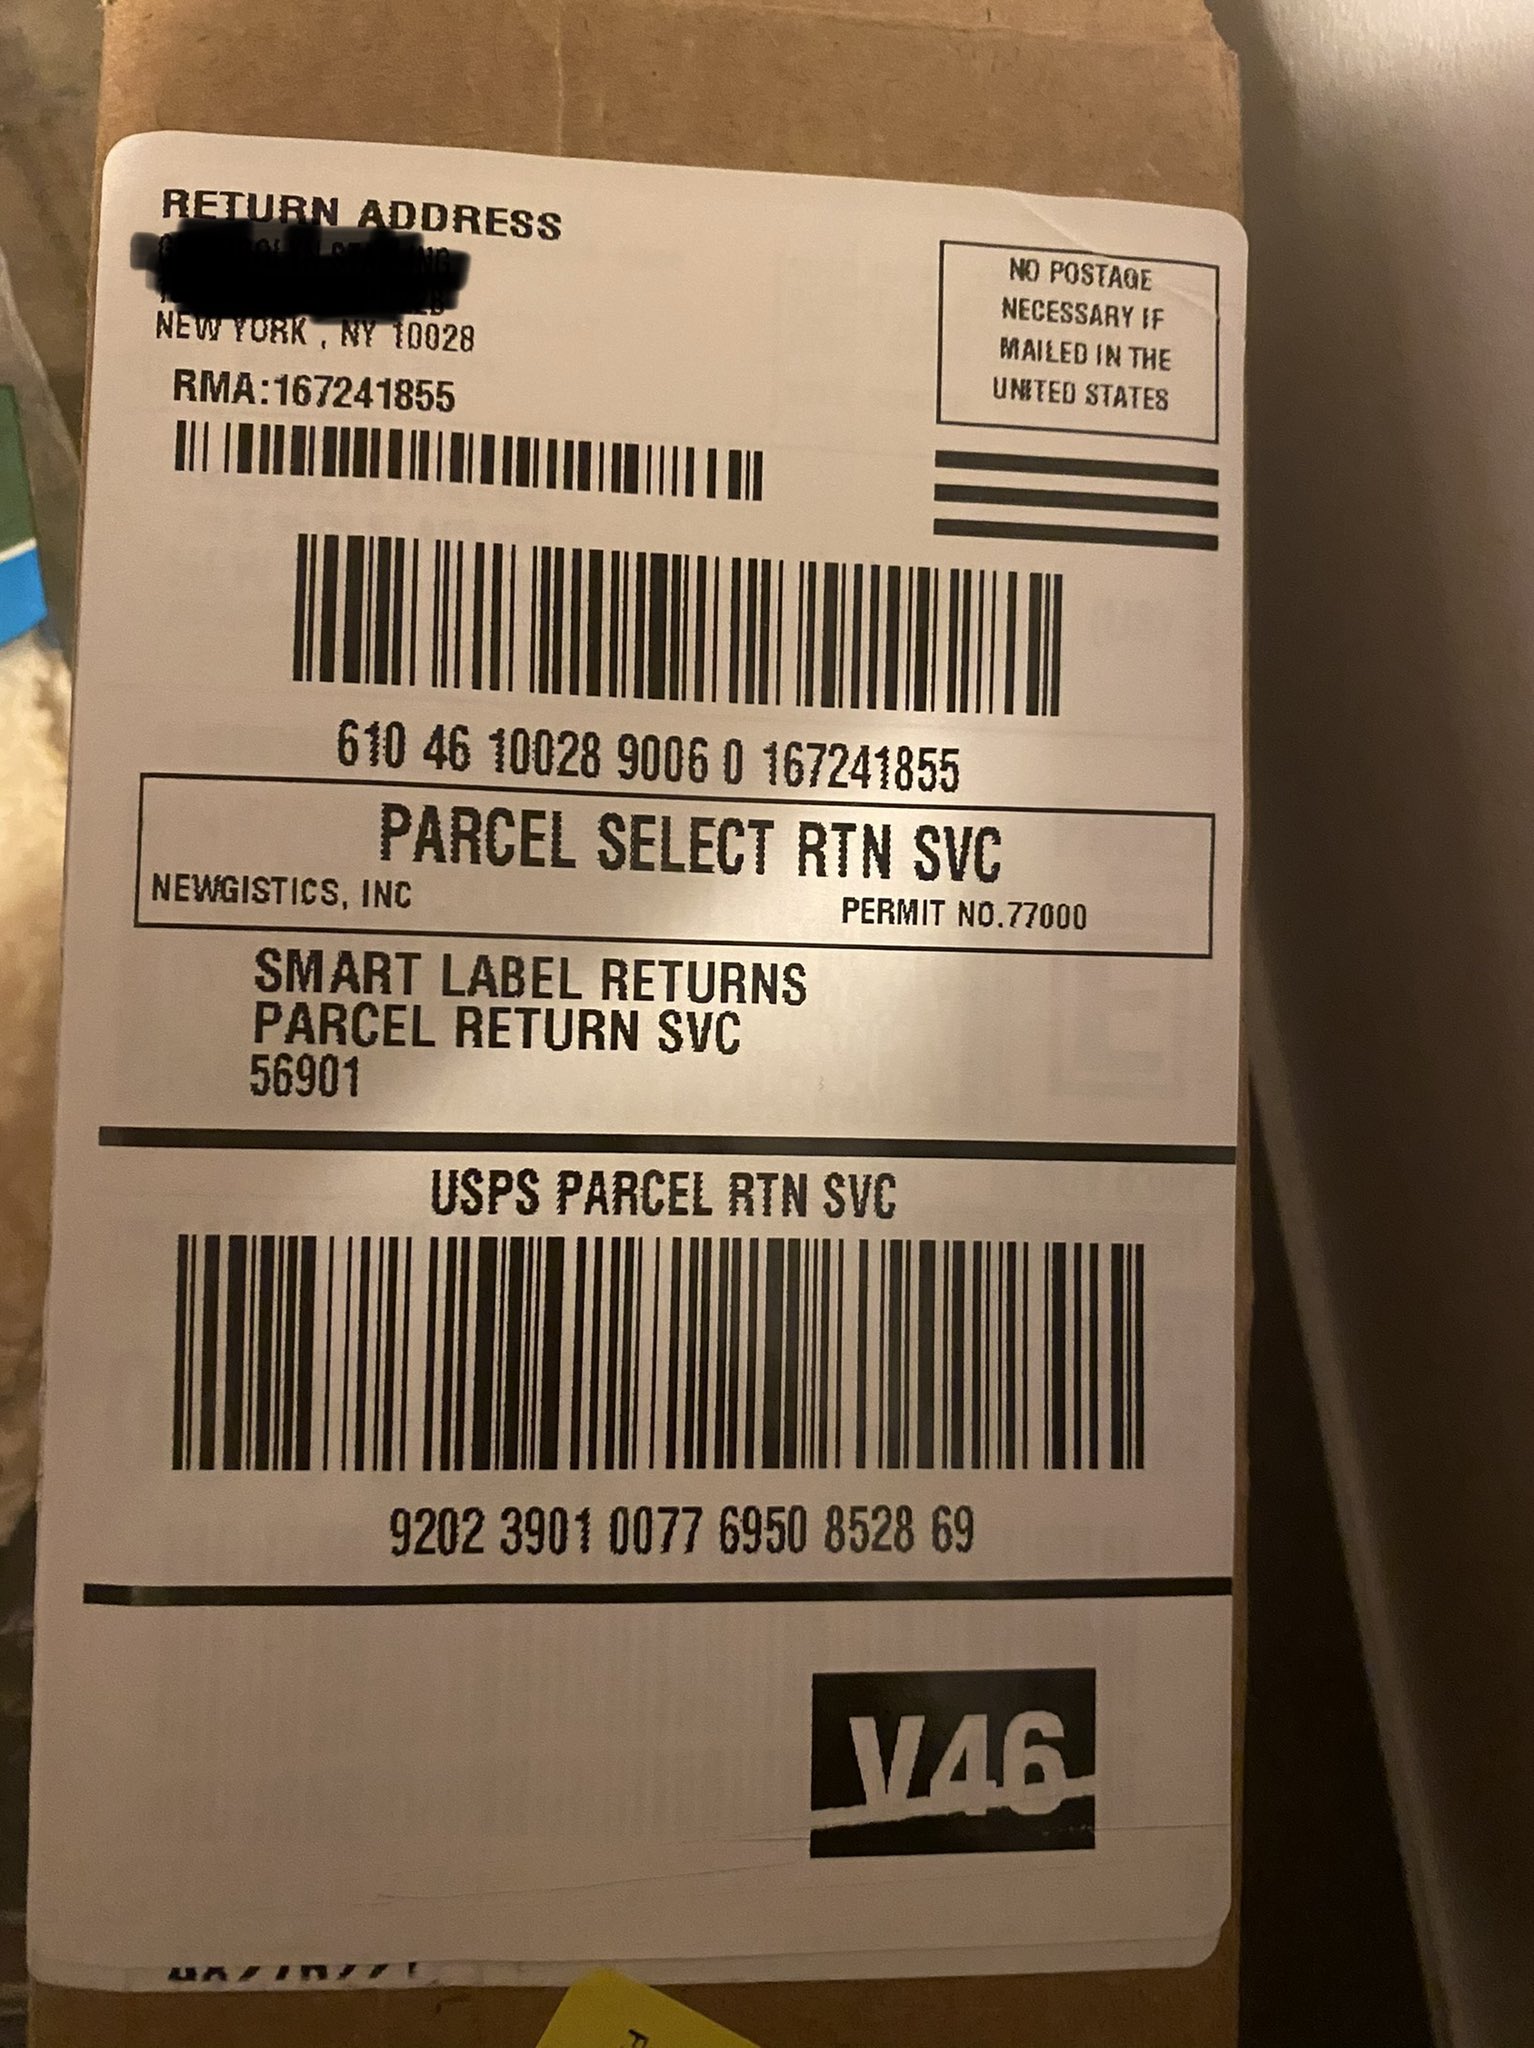 RETURN ADDRESS
NEW YORK , NY 10028
RMA:167241855
NO POSTAGE
NECESSARY IF
MAILED IN THE
UNITED STATES
610 46 10028 9006 0 167241855
PARCEL SELECT RTN SVC
NEWGISTICS, INC
PERMIT NO.77000
SMART LABEL RETURNS
PARCEL RETURN SVC
56901
USPS PARCEL RTN SVC
9202 3901 0077 6950 8528 69
V46